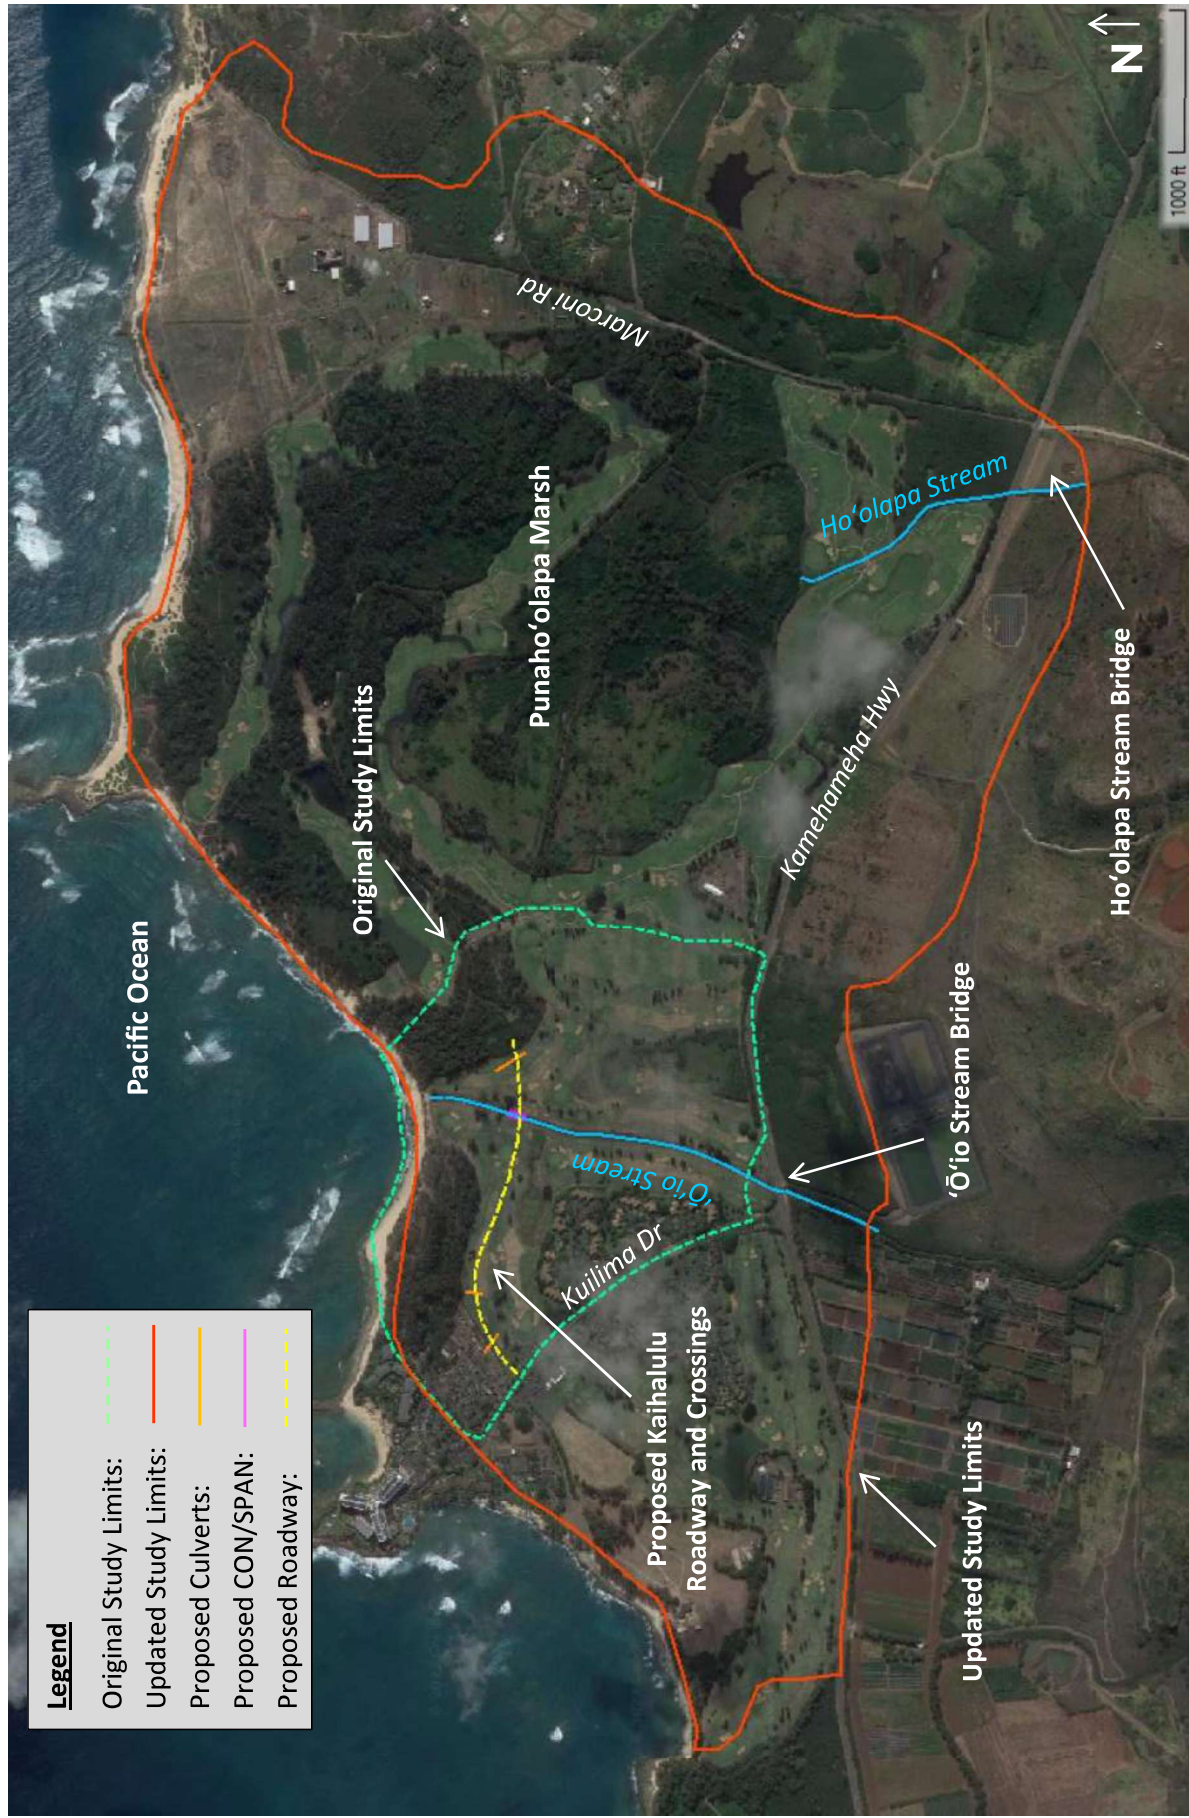 Legend
Original Study Limits:
Updated Study Limits:
Proposed Culverts:
Proposed CON/SPAN:
Proposed Roadway:
Pacific Ocean
Original Study Limits
Punahoʻolapa Marsh
Marconi Rd
Hoʻolapa Stream
Kamehameha Hwy
Hoʻolapa Stream Bridge
ʻŌʻio Stream
ʻŌʻio Stream Bridge
Kuilima Dr
Proposed Kaihalulu
Roadway and Crossings
Updated Study Limits
N
1000 ft